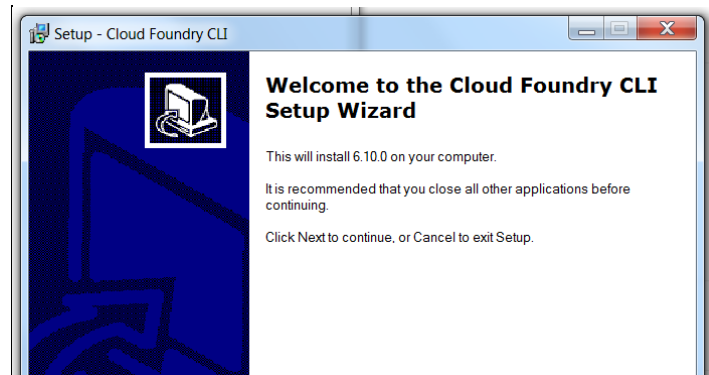 Setup - Cloud Foundry CLI
Welcome to the Cloud Foundry CLI
Setup Wizard
This will install 6.10.0 on your computer.
It is recommended that you close all other applications before
continuing.
Click Next to continue, or Cancel to exit Setup.